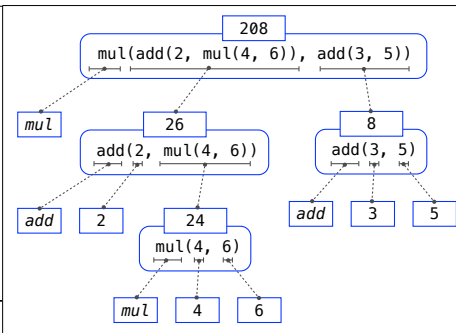 208
mul(add(2, mul(4, 6)), add(3, 5))
mul
26
8
add(2, mul(4, 6))
add(3, 5)
add
2
24
add
3
5
mul(4, 6)
mul
4
6